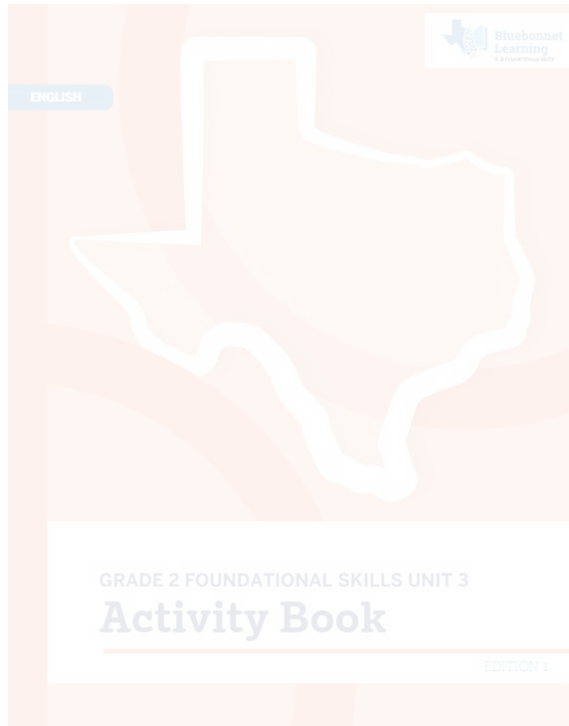 Bluebonnet
Learning
ENGLISH
GRADE 2 FOUNDATIONAL SKILLS UNIT 3
Activity Book
EDITION 1